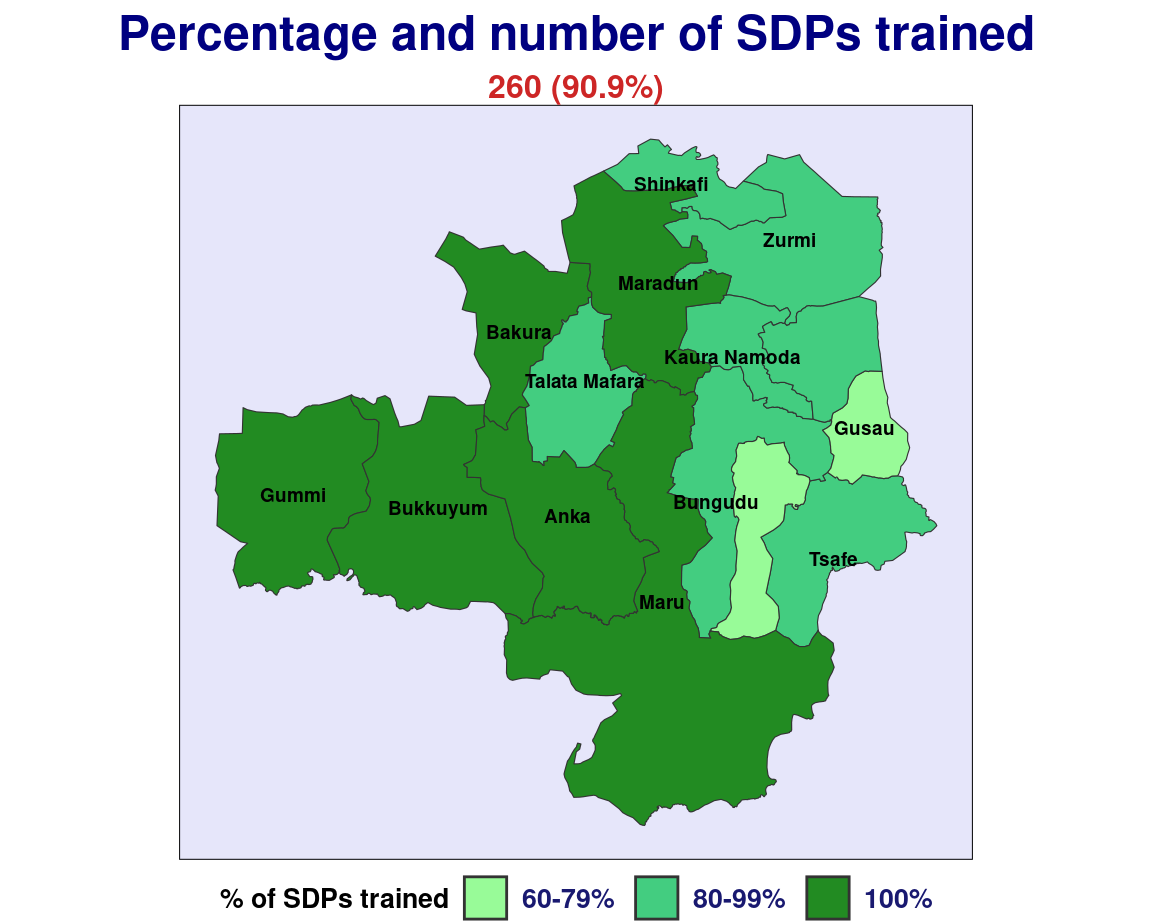 Percentage and number of SDPs trained
260 (90.9%)
Shinkafi
Zurmi
Maradun
Bakura
Kaura Namoda
Talata Mafara
Gusau
Gummi
Bukkuyum
Anka
Bungudu
Tsafe
Maru
% of SDPs trained 60-79% 80-99% 100%